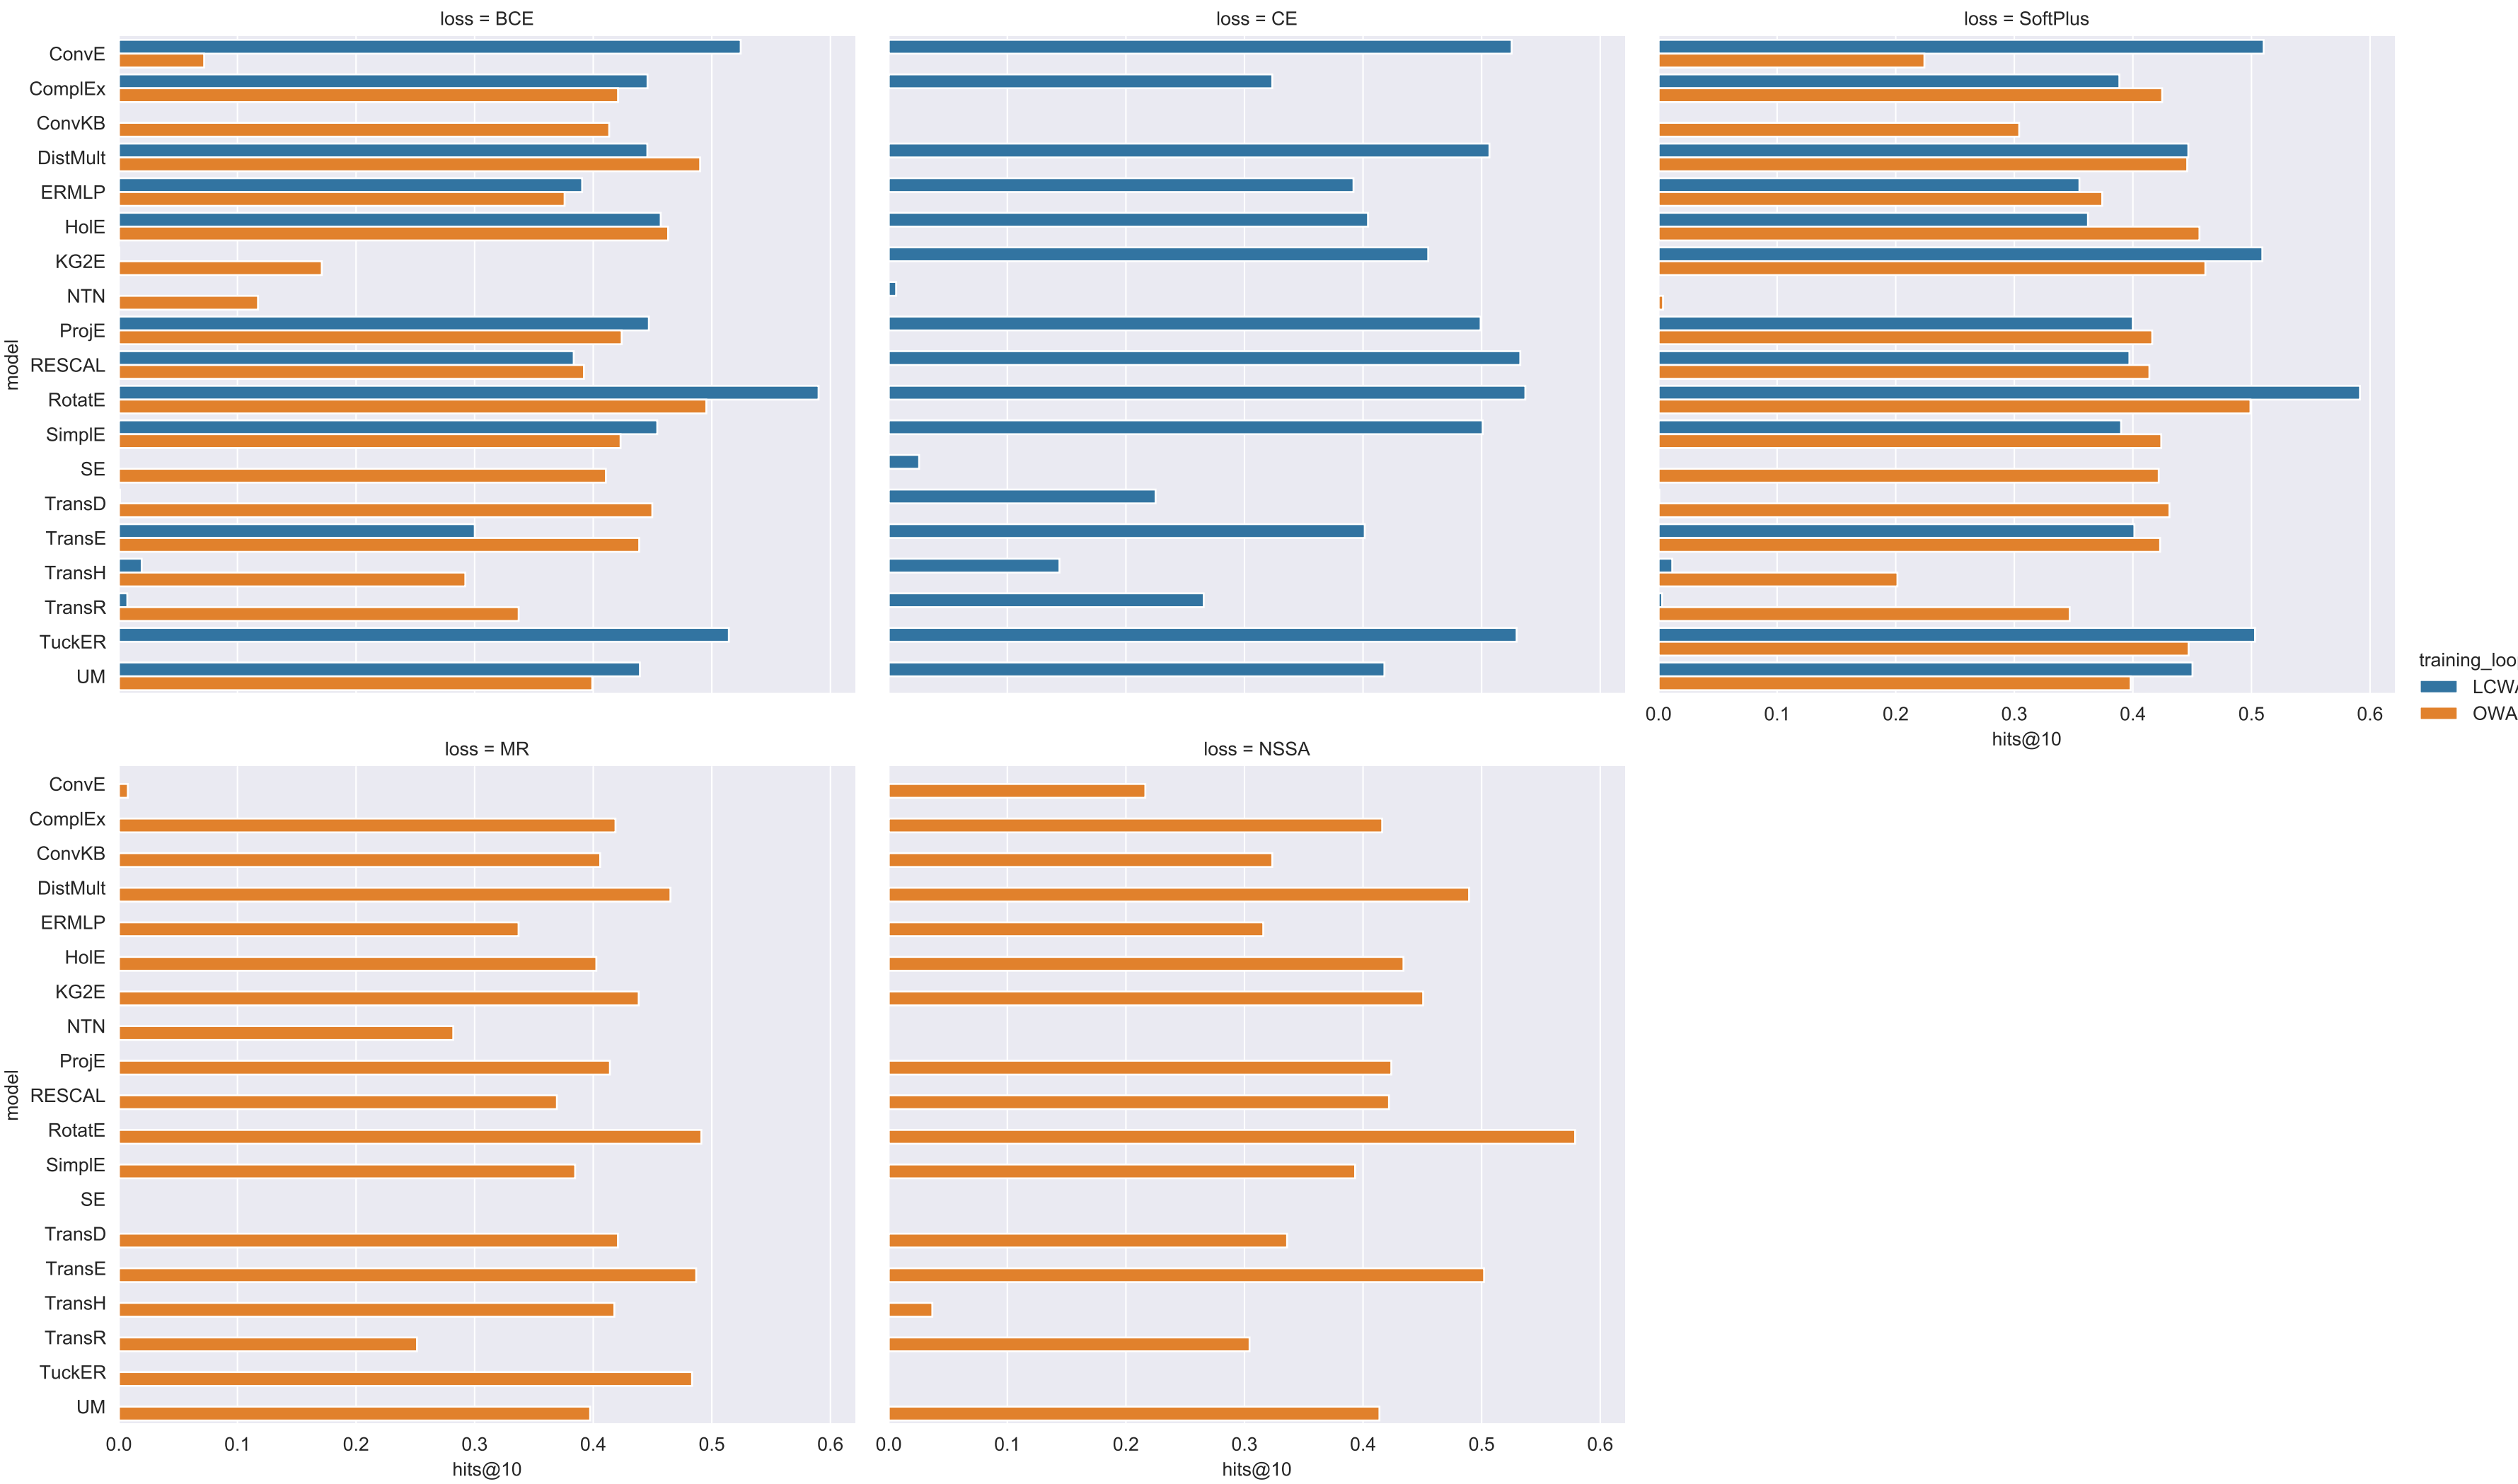 loss = BCE
loss = CE
loss = SoftPlus
model
ConvE
ComplEx
ConvKB
DistMult
ERMLP
HolE
KG2E
NTN
ProjE
RESCAL
RotatE
SimplE
SE
TransD
TransE
TransH
TransR
TuckER
UM
0.0 0.1 0.2 0.3 0.4 0.5 0.6
hits@10
training_loo
LCWA
OWA
loss = MR
loss = NSSA
model
ConvE
ComplEx
ConvKB
DistMult
ERMLP
HolE
KG2E
NTN
ProjE
RESCAL
RotatE
SimplE
SE
TransD
TransE
TransH
TransR
TuckER
UM
0.0 0.1 0.2 0.3 0.4 0.5 0.6
hits@10
0.0 0.1 0.2 0.3 0.4 0.5 0.6
hits@10